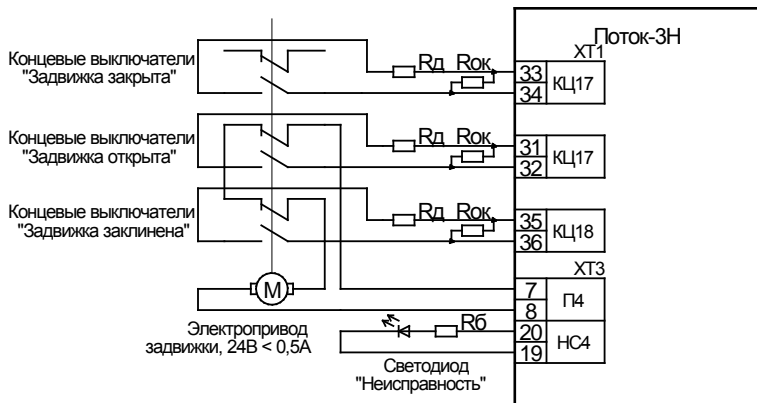 Поток-3Н
XT1
Концевые выключатели
"Задвижка закрыта"
Rд Rок
33
34
КЦ17
Концевые выключатели
"Задвижка открыта"
Rд Rок
31
32
КЦ17
Концевые выключатели
"Задвижка заклинена"
Rд Rок
35
36
КЦ18
XT3
M
7
8
П4
Электропривод
задвижки, 24В < 0,5А
Rб
20
19
НС4
Светодиод
"Неисправность"